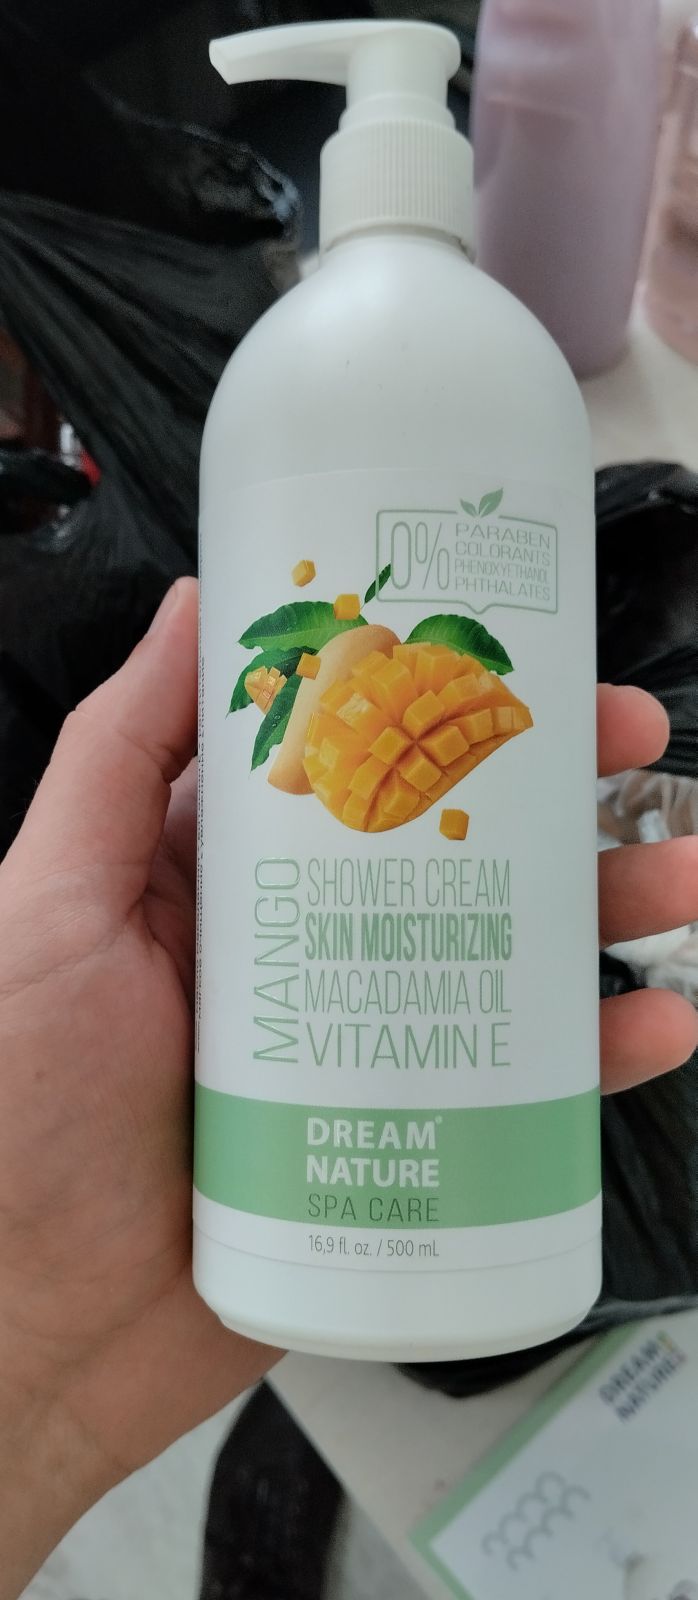 0%
PARABEN
COLORANTS
PHENOXYETHANOL
PHTHALATES
MANGO
SHOWER CREAM
SKIN MOISTURIZING
MACADAMIA OIL
VITAMIN E
DREAM®
NATURE
SPA CARE
16,9 fl. oz. / 500 mL
DREAM
NATURE